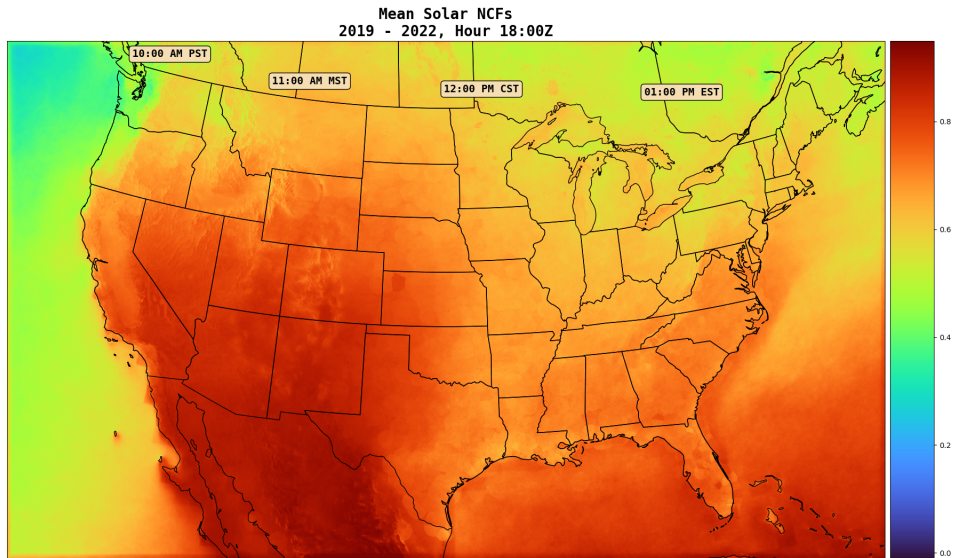 Mean Solar NCFs
2019 - 2022, Hour 18:00Z
10:00 AM PST
11:00 AM MST
12:00 PM CST
01:00 PM EST
0.8
0.6
0.4
0.2
0.0